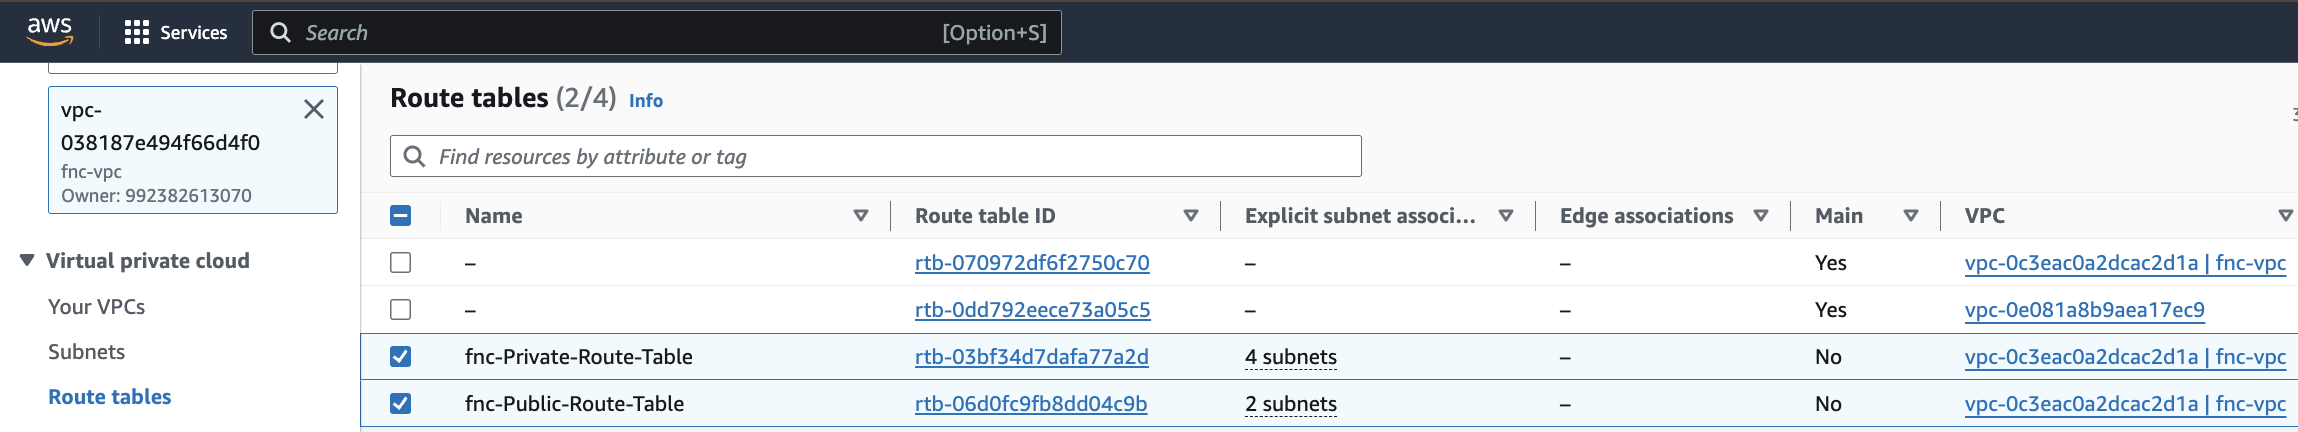 aws Services Search [Option+S]
vpc-
038187e494f66d4f0
fnc-vpc
Owner: 992382613070
Virtual private cloud
Your VPCs
Subnets
Route tables
Route tables (2/4) Info
Find resources by attribute or tag
Name Route table ID Explicit subnet associ... Edge associations Main VPC
– rtb-070972df6f2750c70 – – Yes vpc-0c3eac0a2dcac2d1a | fnc-vpc
– rtb-0dd792eece73a05c5 – – Yes vpc-0e081a8b9aea17ec9
fnc-Private-Route-Table rtb-03bf34d7dafa77a2d 4 subnets – No vpc-0c3eac0a2dcac2d1a | fnc-vpc
fnc-Public-Route-Table rtb-06d0fc9fb8dd04c9b 2 subnets – No vpc-0c3eac0a2dcac2d1a | fnc-vpc